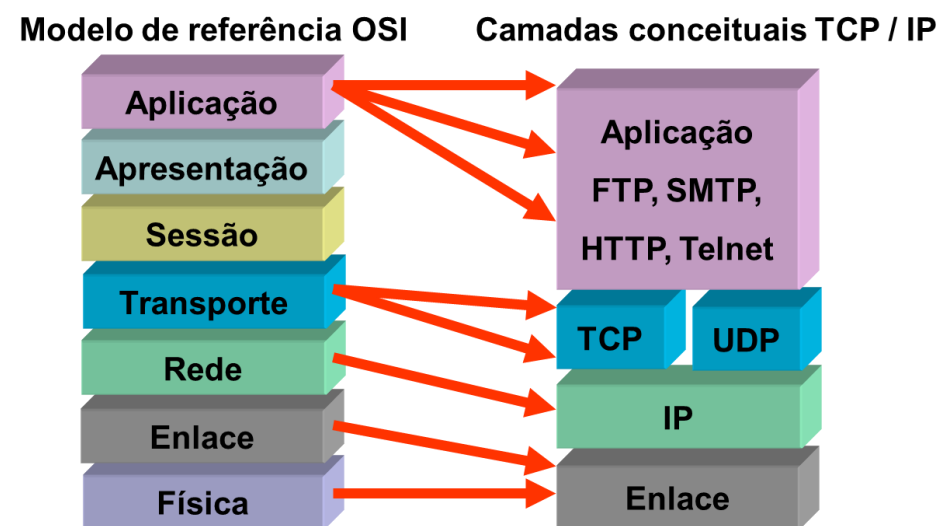 Modelo de referência OSI
Aplicação
Apresentação
Sessão
Transporte
Rede
Enlace
Física
Camadas conceituais TCP / IP
Aplicação
FTP, SMTP,
HTTP, Telnet
TCP
UDP
IP
Enlace